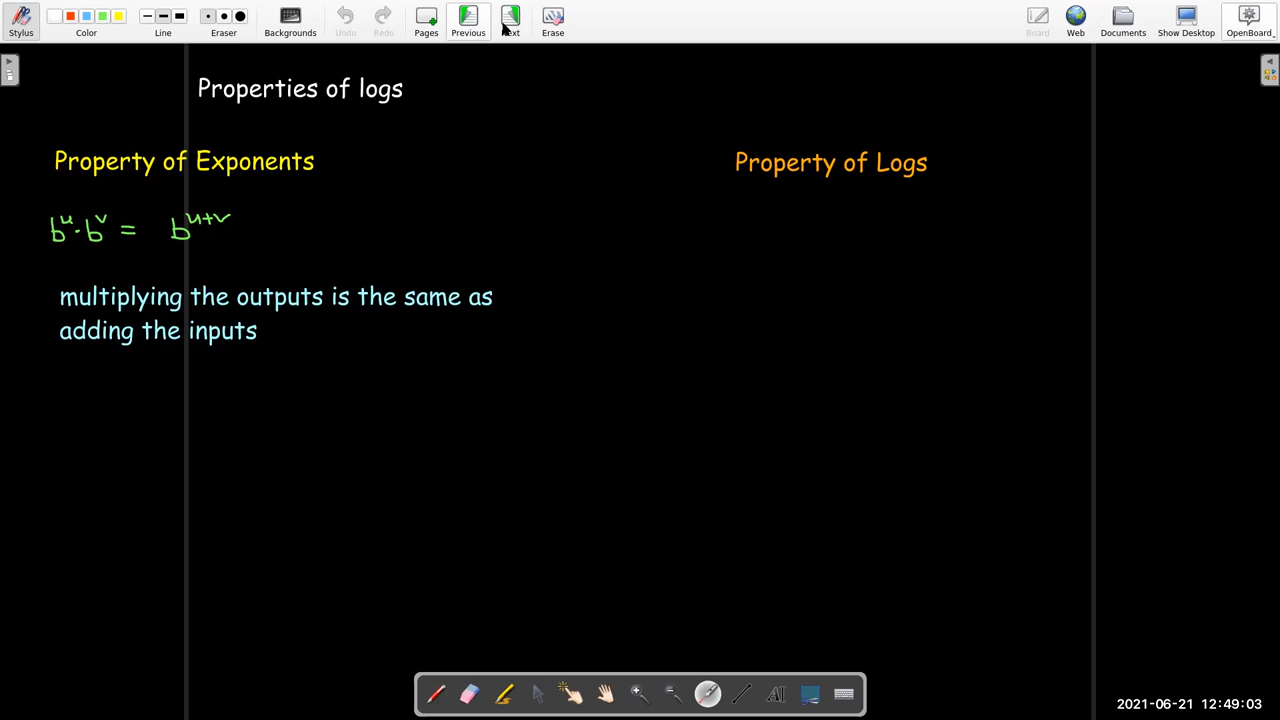 Stylus Color Line Eraser Backgrounds Undo Redo Pages Previous Next Erase Board Web Documents Show Desktop OpenBoard
Properties of logs
Property of Exponents
Property of Logs
b^u · b^v = b^{u+v}
multiplying the outputs is the same as
adding the inputs
2021-06-21 12:49:03